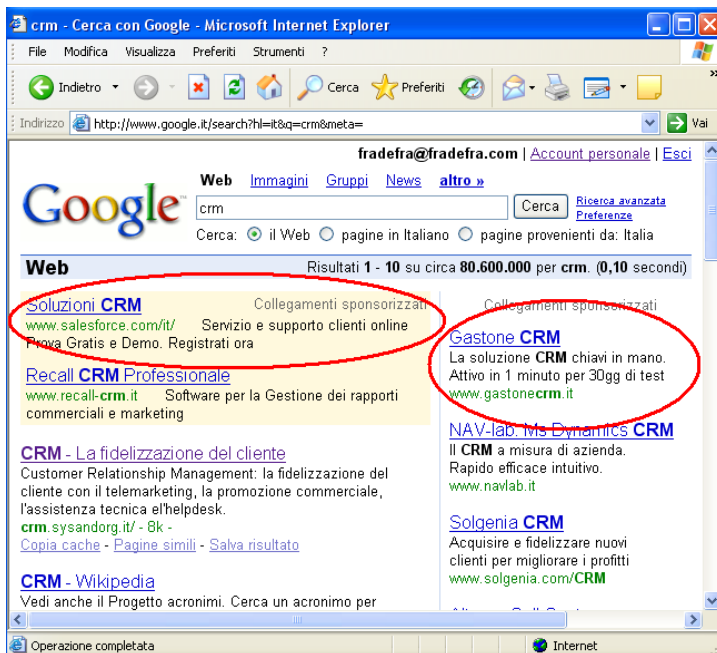 crm - Cerca con Google - Microsoft Internet Explorer
File Modifica Visualizza Preferiti Strumenti ?
Indietro Cerca Preferiti »
Indirizzo http://www.google.it/search?hl=it&q=crm&meta= Vai
fradefra@fradefra.com | Account personale | Esci
Google™
Web Immagini Gruppi News altro »
crm Cerca Ricerca avanzata
Preferenze
Cerca: il Web pagine in Italiano pagine provenienti da: Italia
Web Risultati 1 - 10 su circa 80.600.000 per crm. (0,10 secondi)
Soluzioni CRM Collegamenti sponsorizzati
www.salesforce.com/it/ Servizio e supporto clienti online
Prova Gratis e Demo. Registrati ora
Recall CRM Professionale
www.recall-crm.it Software per la Gestione dei rapporti
commerciali e marketing
CRM - La fidelizzazione del cliente
Customer Relationship Management: la fidelizzazione del
cliente con il telemarketing, la promozione commerciale,
l'assistenza tecnica el'helpdesk.
crm.sysandorg.it/ - 8k -
Copia cache - Pagine simili - Salva risultato
CRM - Wikipedia
Vedi anche il Progetto acronimi. Cerca un acronimo per
Collegamenti sponsorizzati
Gastone CRM
La soluzione CRM chiavi in mano.
Attivo in 1 minuto per 30gg di test
www.gastonecrm.it
NAV-lab. Ms Dynamics CRM
Il CRM a misura di azienda.
Rapido efficace intuitivo.
www.navlab.it
Solgenia CRM
Acquisire e fidelizzare nuovi
clienti per migliorare i profitti
www.solgenia.com/CRM
Operazione completata Internet